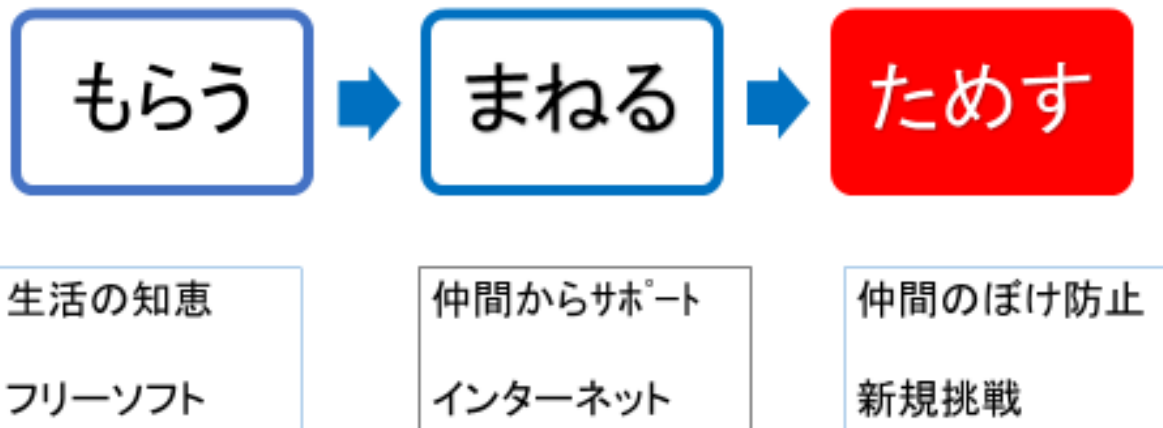 もらう
まねる
ためす
生活の知恵
フリーソフト
仲間からｻﾎﾟｰﾄ
インターネット
仲間のぼけ防止
新規挑戦